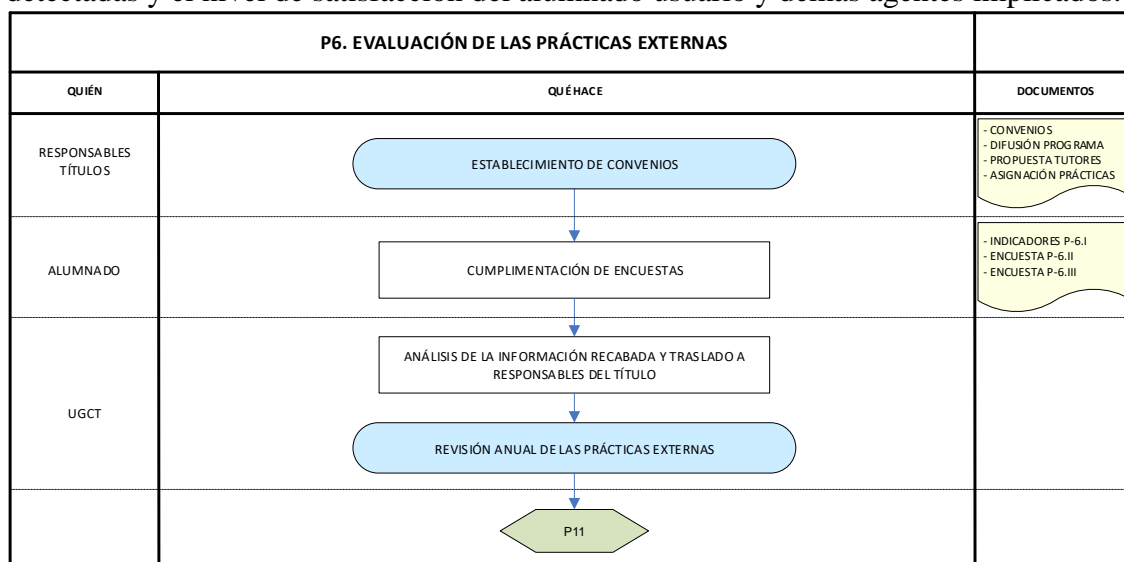 detectadas y el nivel de satisfacción del alumnado usuario y demás agentes implicados.
P6. EVALUACIÓN DE LAS PRÁCTICAS EXTERNAS
QUIÉN
QUÉ HACE
DOCUMENTOS
RESPONSABLES
TÍTULOS
ESTABLECIMIENTO DE CONVENIOS
- CONVENIOS
- DIFUSIÓN PROGRAMA
- PROPUESTA TUTORES
- ASIGNACIÓN PRÁCTICAS
ALUMNADO
CUMPLIMENTACIÓN DE ENCUESTAS
- INDICADORES P-6.I
- ENCUESTA P-6.II
- ENCUESTA P-6.III
UGCT
ANÁLISIS DE LA INFORMACIÓN RECABADA Y TRASLADO A
RESPONSABLES DEL TÍTULO
REVISIÓN ANUAL DE LAS PRÁCTICAS EXTERNAS
P11